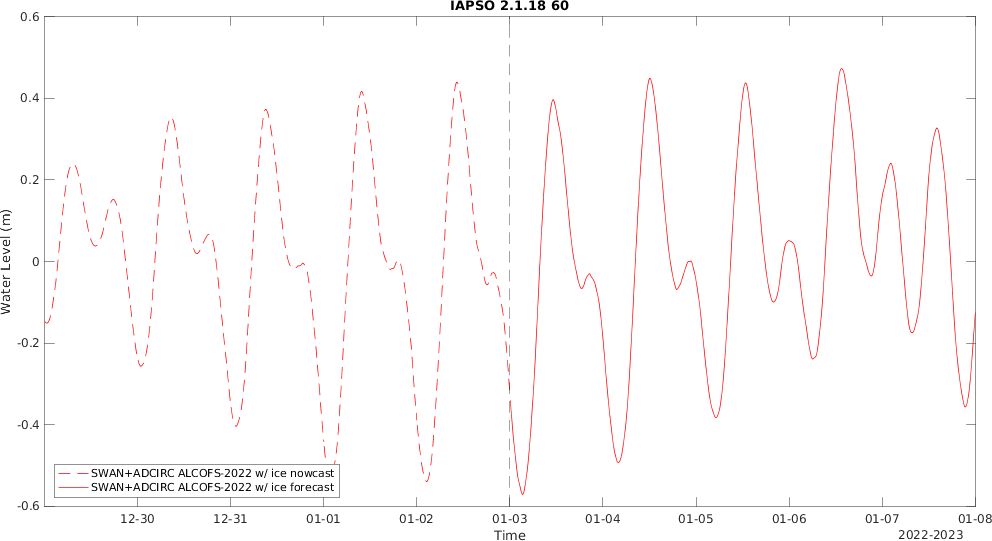 IAPSO 2.1.18 60
0.6
0.4
0.2
0
-0.2
-0.4
-0.6
Water Level (m)
SWAN+ADCIRC ALCOFS-2022 w/ ice nowcast
SWAN+ADCIRC ALCOFS-2022 w/ ice forecast
12-30 12-31 01-01 01-02 01-03 01-04 01-05 01-06 01-07 01-08
Time
2022-2023